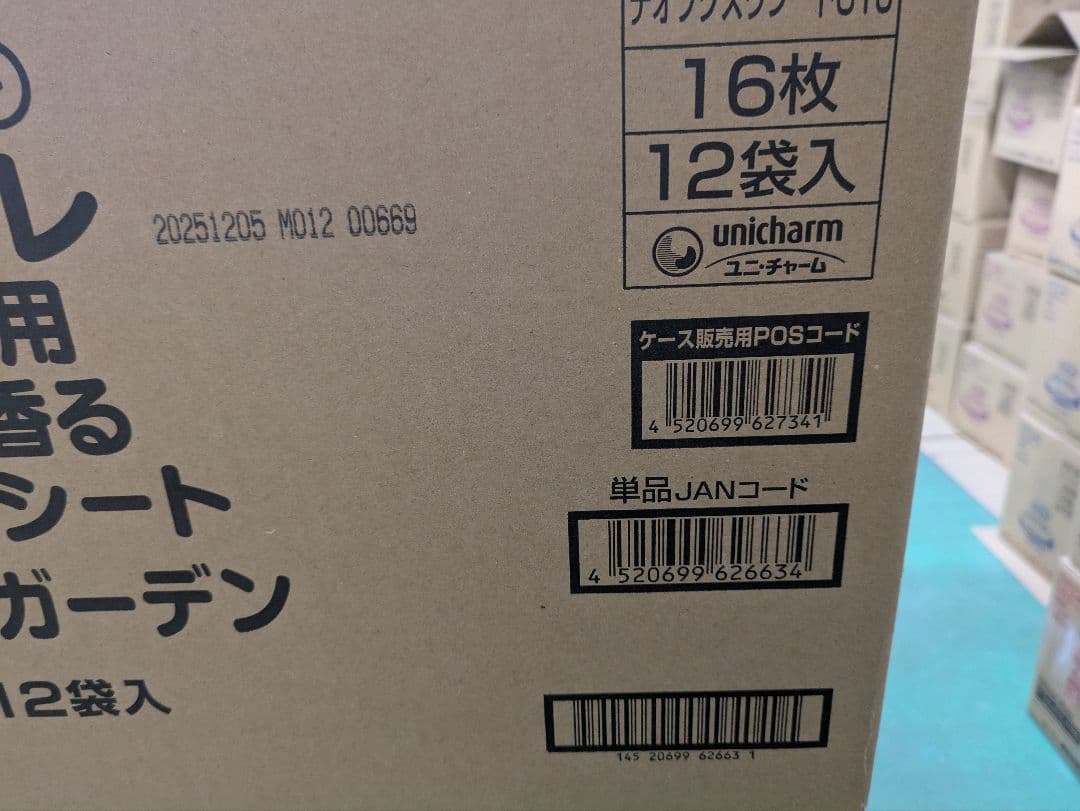 レ
用
香る
シート
ガーデン
12袋入
20251205 M012 00669
16枚
12袋入
unicharm
ユニ・チャーム
ケース販売用POSコード
4 520699 627341
単品JANコード
4 520699 626634
145 20699 62663 1